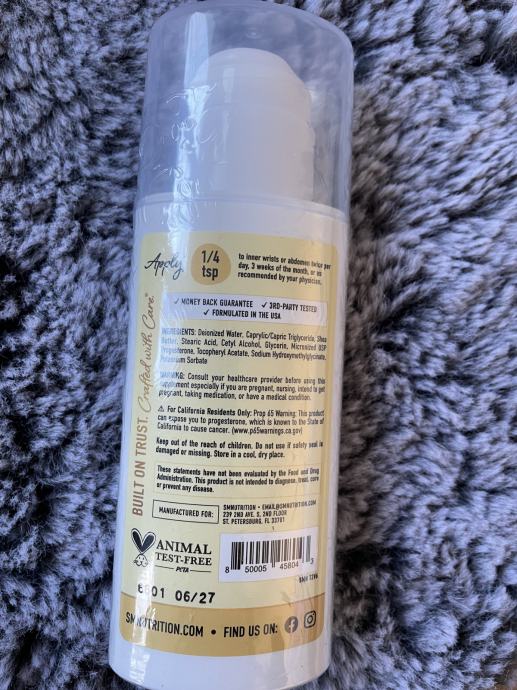 Apply 1/4 tsp to inner wrists or abdomen twice per
day, 3 weeks of the month, or as
recommended by your physician.
✓ MONEY BACK GUARANTEE ✓ 3RD-PARTY TESTED
✓ FORMULATED IN THE USA
INGREDIENTS: Deionized Water, Caprylic/Capric Triglyceride, Shea
Butter, Stearic Acid, Cetyl Alcohol, Glycerin, Micronized USP
Progesterone, Tocopheryl Acetate, Sodium Hydroxymethylglycinate,
Potassium Sorbate
WARNING: Consult your healthcare provider before using this
supplement especially if you are pregnant, nursing, intend to get
pregnant, taking medication, or have a medical condition.
⚠ For California Residents Only: Prop 65 Warning: This product
can expose you to progesterone, which is known to the State of
California to cause cancer. (www.p65warnings.ca.gov)
Keep out of the reach of children. Do not use if safety seal is
damaged or missing. Store in a cool, dry place.
These statements have not been evaluated by the Food and Drug
Administration. This product is not intended to diagnose, treat, cure
or prevent any disease.
MANUFACTURED FOR:
SMNUTRITION • EMAIL@SMNUTRITION.COM
239 2ND AVE. S, 2ND FLOOR
ST. PETERSBURG, FL 33701
BUILT ON TRUST. Crafted with Care.®
ANIMAL
TEST-FREE
PETA
8 50005 45804 3
06/27
SMNUTRITION.COM • FIND US ON: